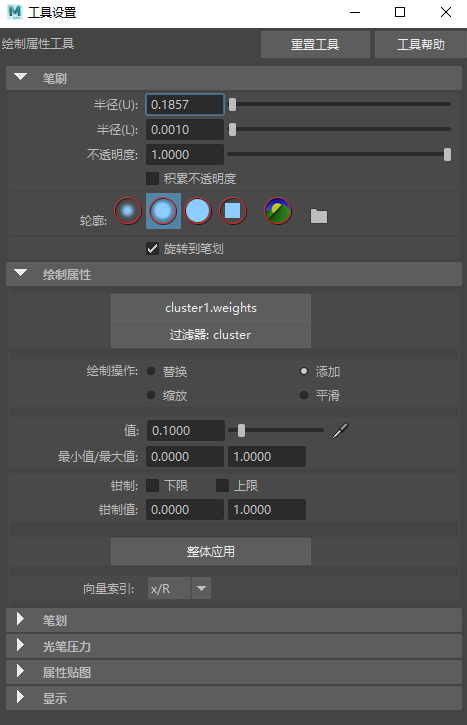 工具设置
绘制属性工具 重置工具 工具帮助
笔刷
半径(U): 0.1857
半径(L): 0.0010
不透明度: 1.0000
积累不透明度
轮廓:
旋转到笔划
绘制属性
cluster1.weights
过滤器: cluster
绘制操作: 替换 添加
缩放 平滑
值: 0.1000
最小值/最大值: 0.0000 1.0000
钳制: 下限 上限
钳制值: 0.0000 1.0000
整体应用
向量索引: x/R
笔划
光笔压力
属性贴图
显示